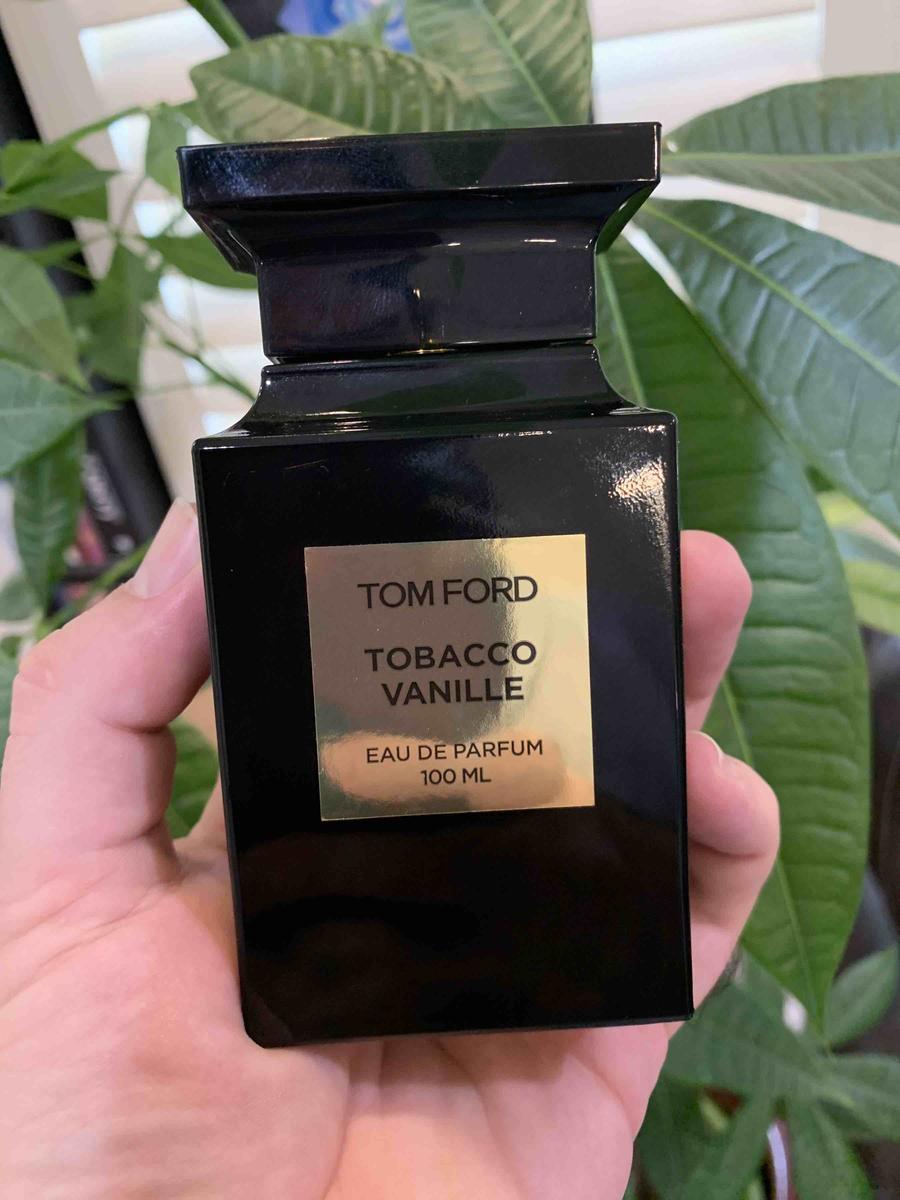 TOM FORD
TOBACCO
VANILLE
EAU DE PARFUM
100 ML